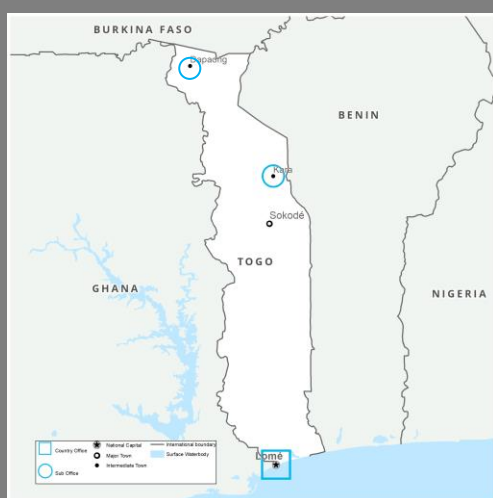 BURKINA FASO
Dapaong
BENIN
Kara
Sokodé
TOGO
GHANA
NIGERIA
Lomé
Country Office
Sub Office
National Capital
Major Town
Intermediate Town
International boundary
Surface Waterbody